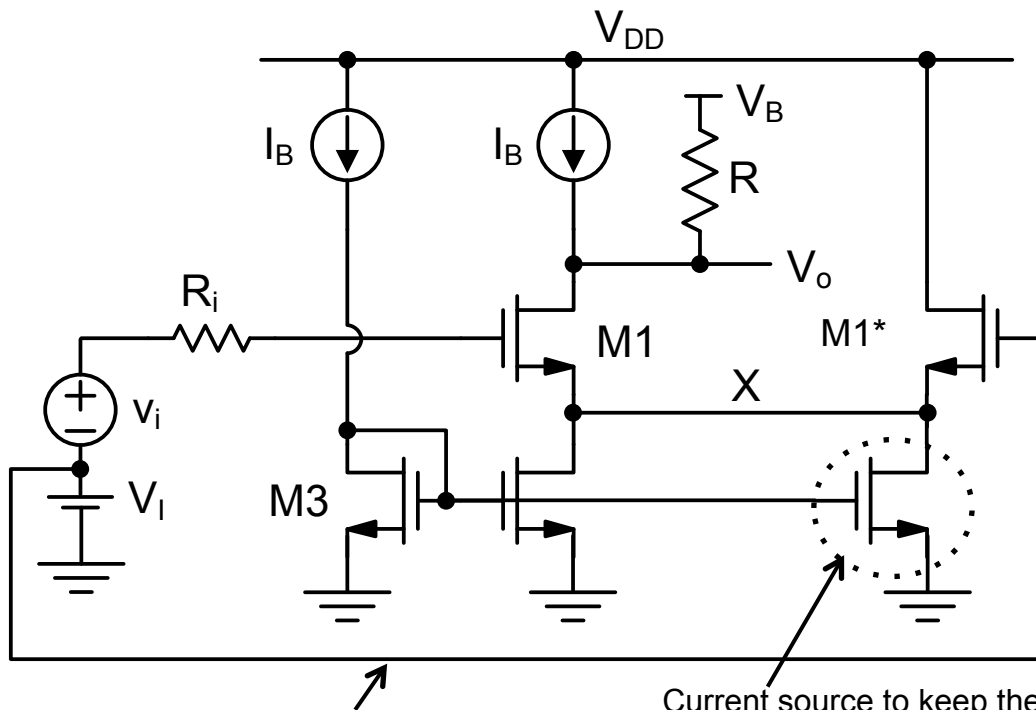 V_DD
I_B
I_B
V_B
R
V_o
R_i
M1
M1*
X
v_i
V_I
M3
Current source to keep the